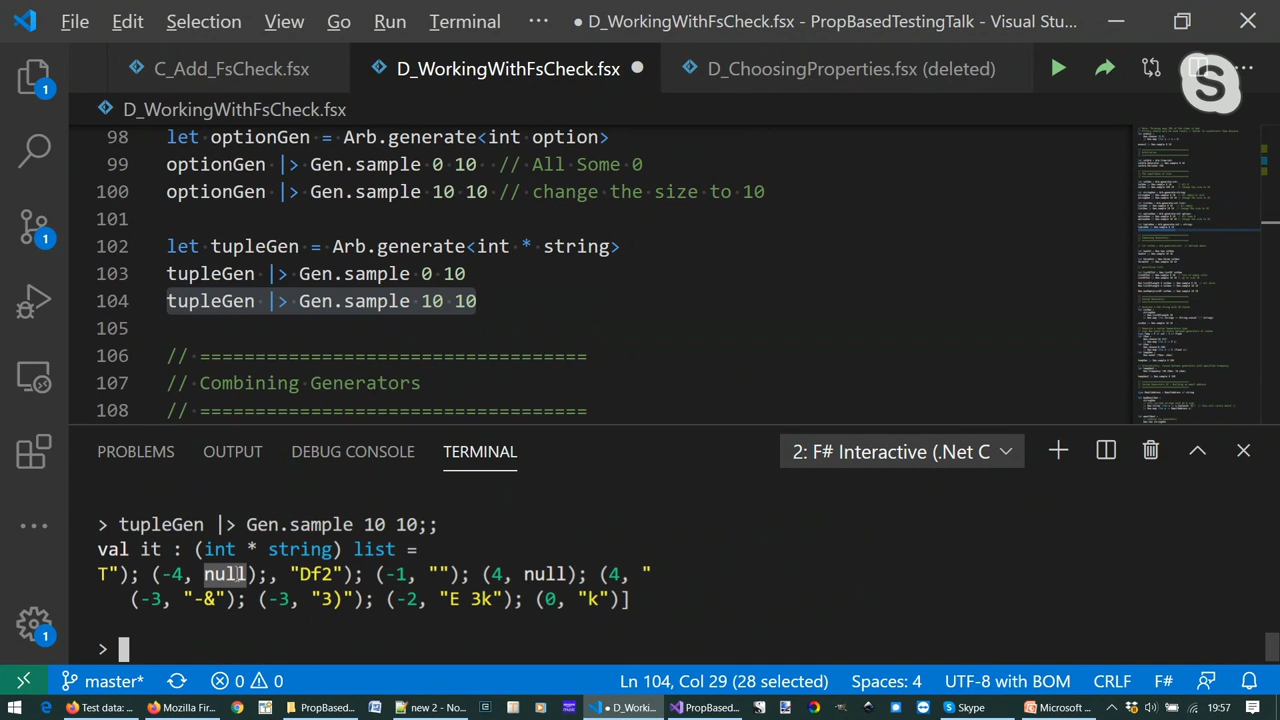 File Edit Selection View Go Run Terminal ··· ● D_WorkingWithFsCheck.fsx - PropBasedTestingTalk - Visual Stu...
C_Add_FsCheck.fsx D_WorkingWithFsCheck.fsx D_ChoosingProperties.fsx (deleted) S
D_WorkingWithFsCheck.fsx
98 let optionGen = Arb.generate<int option>
99 optionGen |> Gen.sample 0 10 // All Some 0
100 optionGen |> Gen.sample 10 10 // change the size to 10
101
102 let tupleGen = Arb.generate<int * string>
103 tupleGen |> Gen.sample 0 10
104 tupleGen |> Gen.sample 10 10
105
106 // ===================================
107 // Combining Generators
108 // ===================================
PROBLEMS OUTPUT DEBUG CONSOLE TERMINAL 2: F# Interactive (.Net C
> tupleGen |> Gen.sample 10 10;;
val it : (int * string) list =
T"); (-4, null);, "Df2"); (-1, ""); (4, null); (4, "
(-3, "-&"); (-3, "3)"); (-2, "E 3k"); (0, "k")]
>
master* 0 0 Ln 104, Col 29 (28 selected) Spaces: 4 UTF-8 with BOM CRLF F#
Test data: ... Mozilla Fir... PropBased... new 2 - No... D_Worki... PropBased... Skype Microsoft ... 19:57